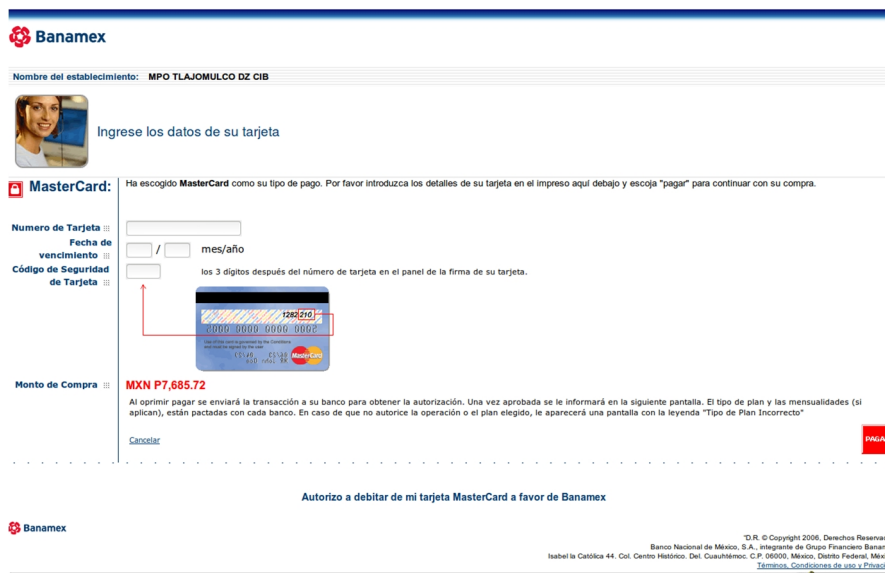 Banamex
Nombre del establecimiento: MPO TLAJOMULCO DZ CIB
Ingrese los datos de su tarjeta
MasterCard:
Ha escogido MasterCard como su tipo de pago. Por favor introduzca los detalles de su tarjeta en el impreso aquí debajo y escoja "pagar" para continuar con su compra.
Numero de Tarjeta
Fecha de
vencimiento
/ mes/año
Código de Seguridad
de Tarjeta
los 3 dígitos después del número de tarjeta en el panel de la firma de su tarjeta.
1282 210
MasterCard
Monto de Compra
MXN P7,685.72
Al oprimir pagar se enviará la transacción a su banco para obtener la autorización. Una vez aprobada se le informará en la siguiente pantalla. El tipo de plan y las mensualidades (si
aplican), están pactadas con cada banco. En caso de que no autorice la operación o el plan elegido, le aparecerá una pantalla con la leyenda "Tipo de Plan Incorrecto"
Cancelar
PAGA
Autorizo a debitar de mi tarjeta MasterCard a favor de Banamex
Banamex
"D.R. © Copyright 2006, Derechos Reserva
Banco Nacional de México, S.A., integrante de Grupo Financiero Banam
Isabel la Católica 44. Col. Centro Histórico. Del. Cuauhtémoc. C.P. 06000, México, Distrito Federal, Méxi
Términos, Condiciones de uso y Privaci